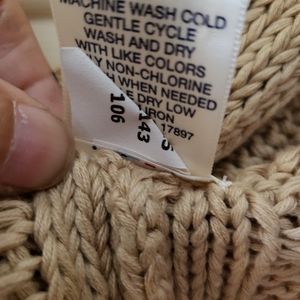 MACHINE WASH COLD
GENTLE CYCLE
WASH AND DRY
WITH LIKE COLORS
NON-CHLORINE
WHEN NEEDED
DRY LOW
IRON
77897
143
106